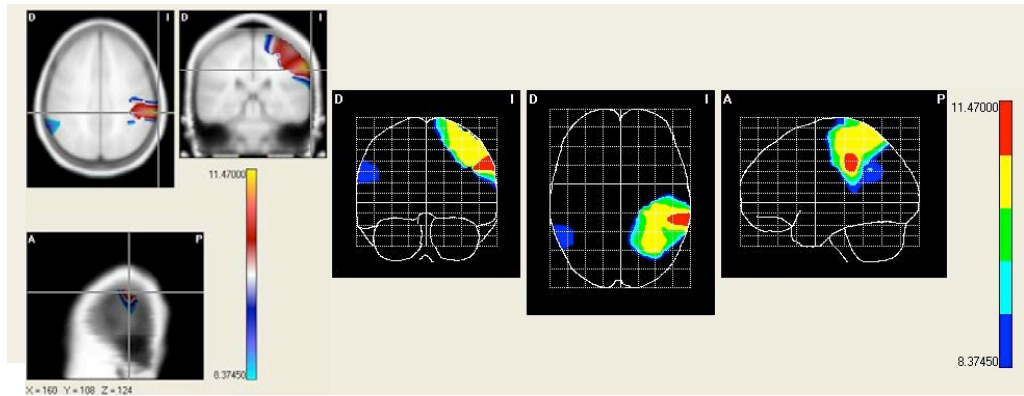 D I
D I
11.47000
8.37450
A P
X = 160 Y = 108 Z = 124
D I
D I
A P
11.47000
8.37450